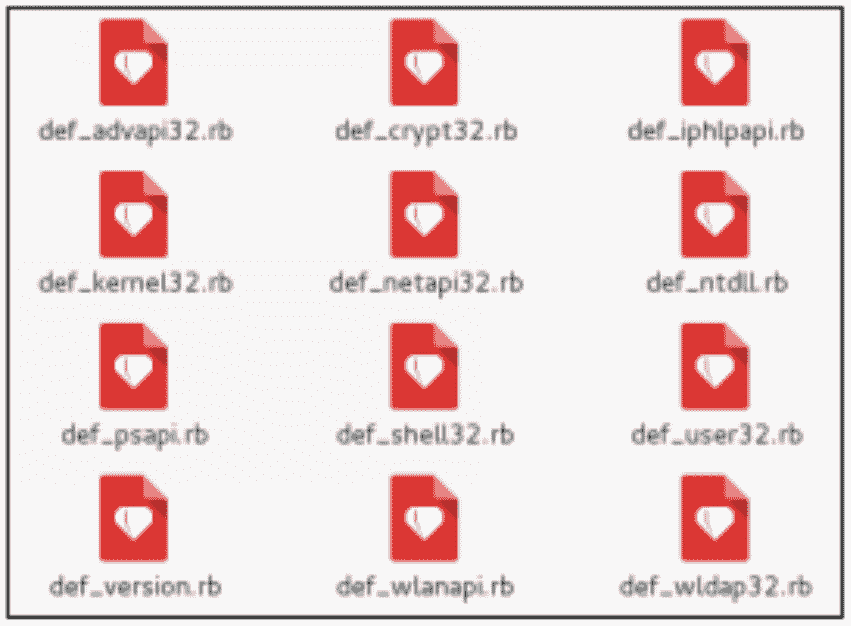 def_advapi32.rb def_crypt32.rb def_iphlpapi.rb
def_kernel32.rb def_netapi32.rb def_ntdll.rb
def_psapi.rb def_shell32.rb def_user32.rb
def_version.rb def_wlanapi.rb def_wldap32.rb